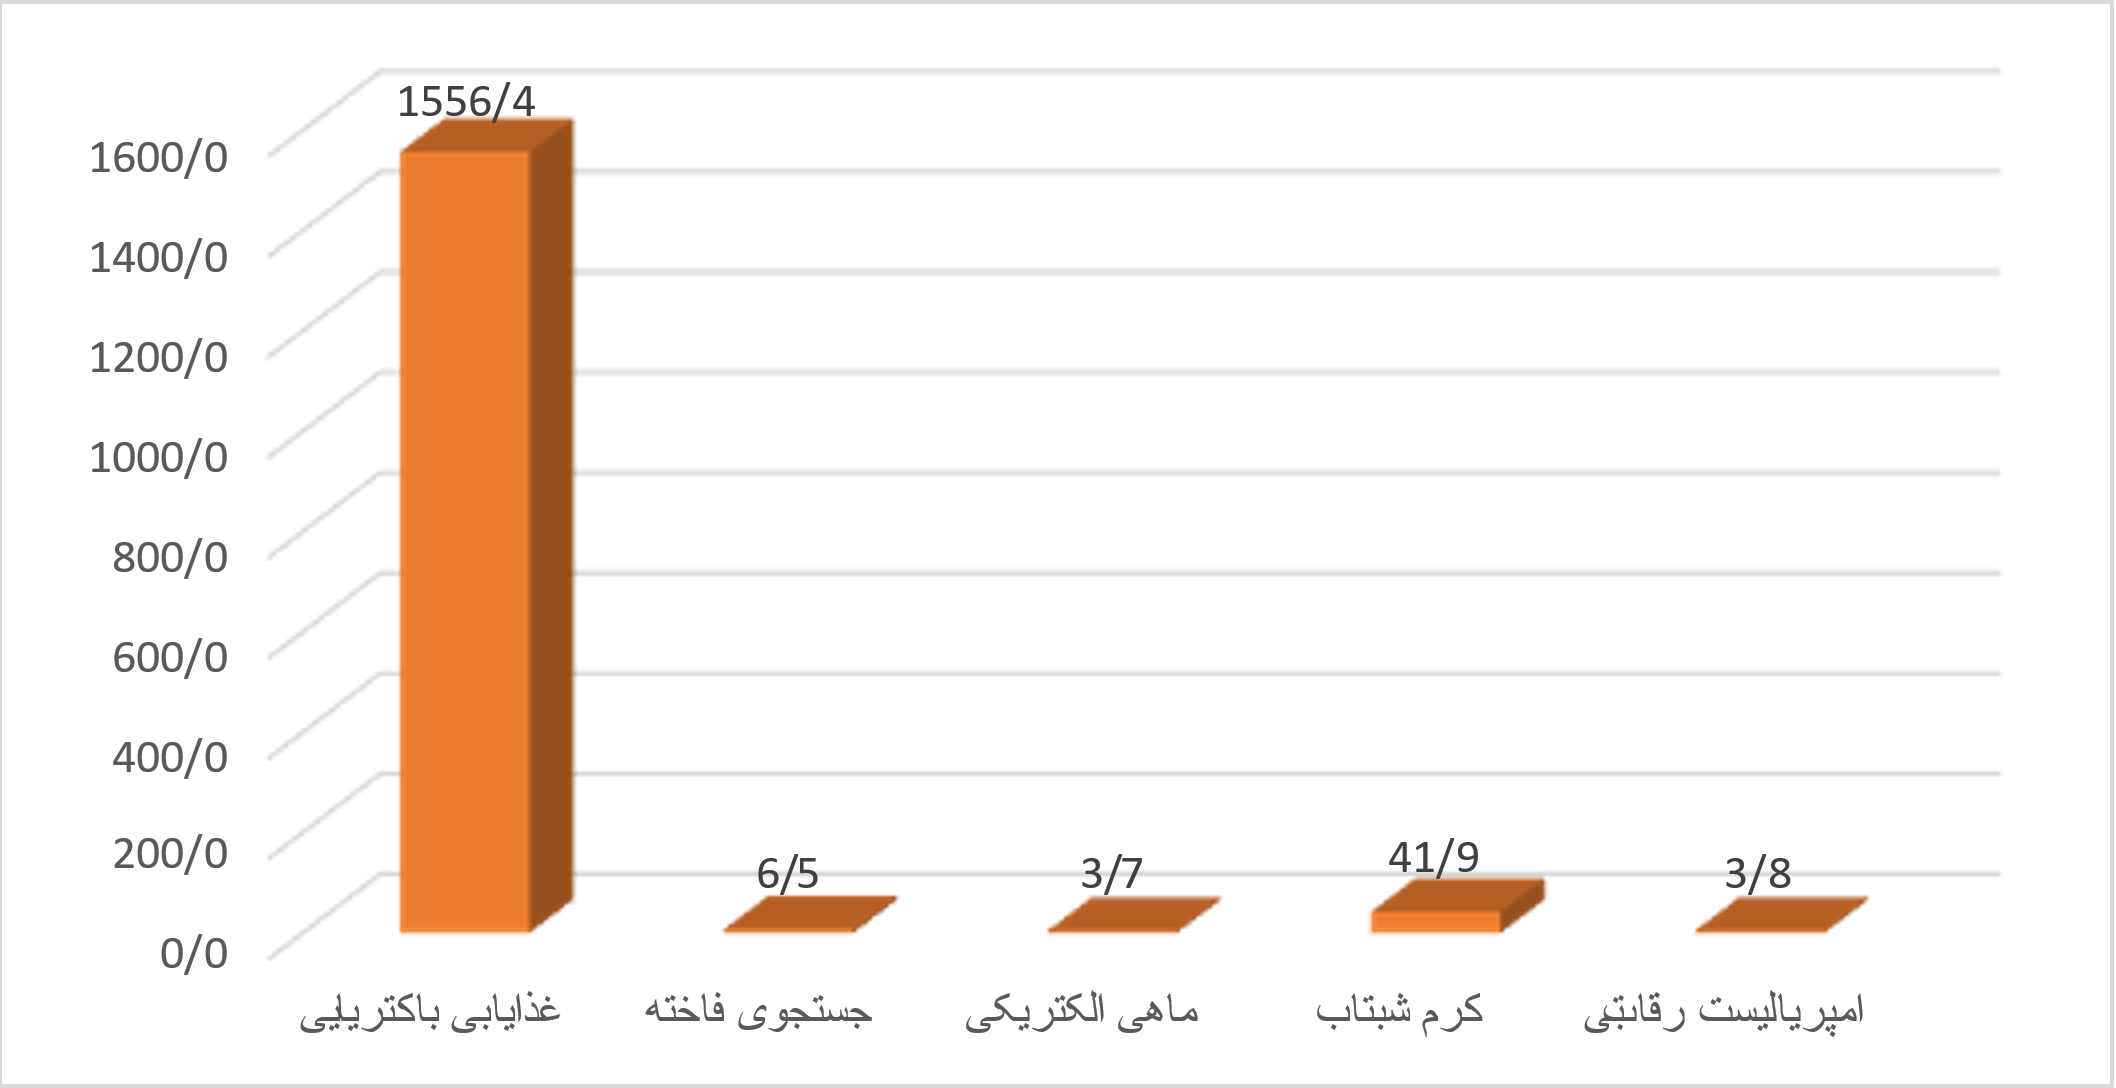 1600/0
1400/0
1200/0
1000/0
800/0
600/0
400/0
200/0
0/0
1556/4
6/5
3/7
41/9
3/8
غذایابی باکتریایی
جستجوی فاخته
ماهی الکتریکی
کرم شبتاب
امپریالیست رقابتی